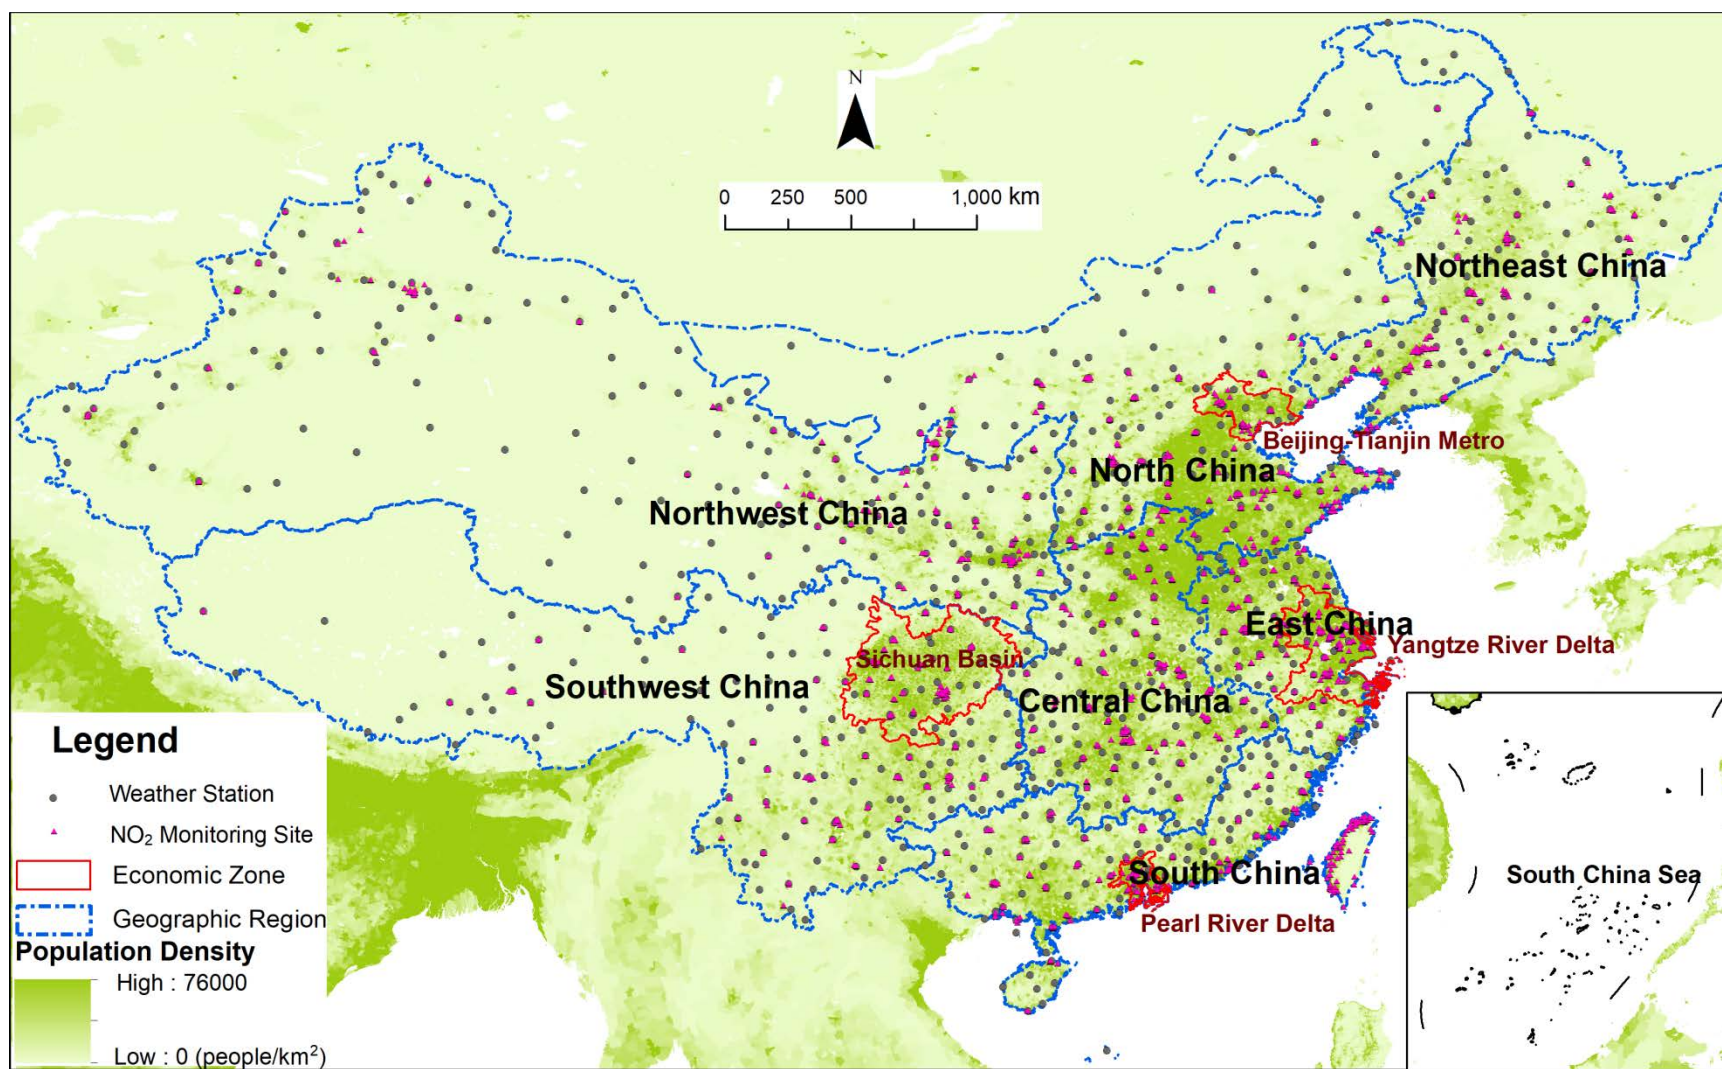 N
0 250 500 1,000 km
Northeast China
Beijing-Tianjin Metro
North China
Northwest China
East China
Yangtze River Delta
Sichuan Basin
Southwest China
Central China
South China
Pearl River Delta
South China Sea
Legend
Weather Station
NO₂ Monitoring Site
Economic Zone
Geographic Region
Population Density
High : 76000
Low : 0 (people/km²)